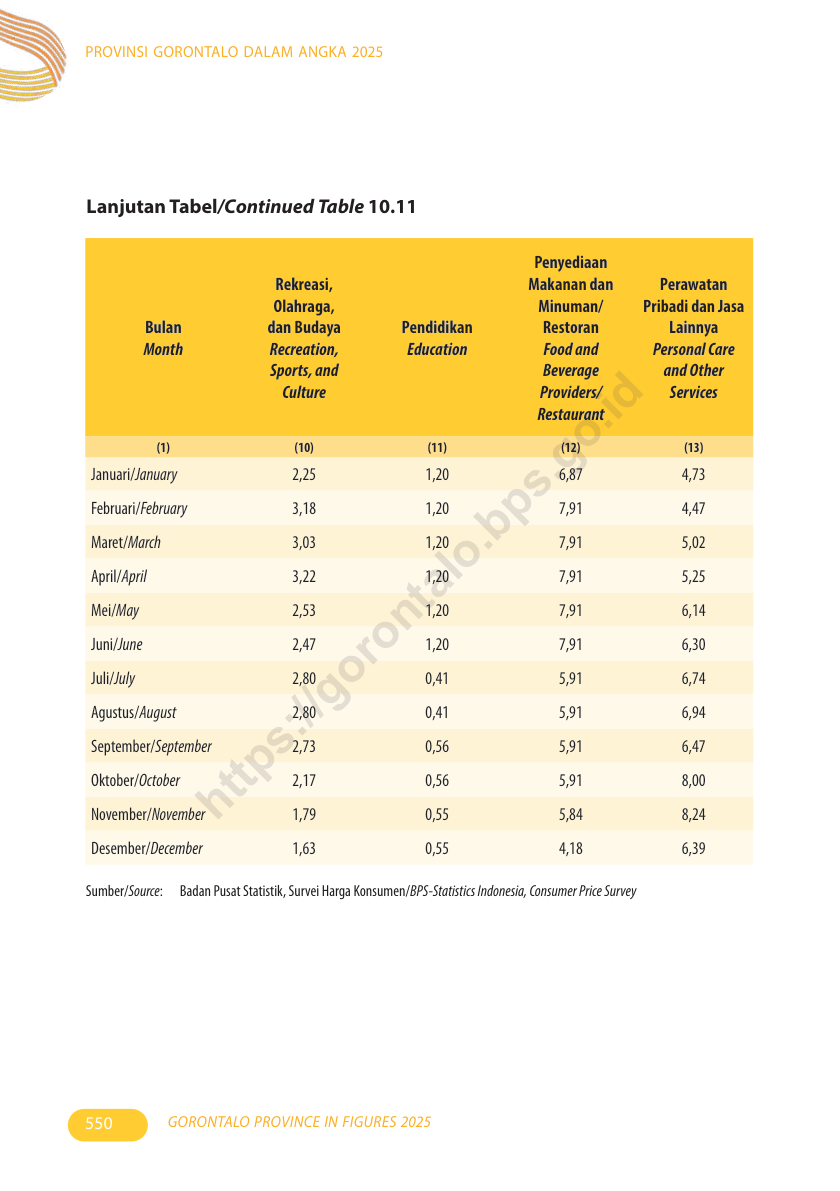 PROVINSI GORONTALO DALAM ANGKA 2025
Lanjutan Tabel/Continued Table 10.11
Bulan
Month
Rekreasi,
Olahraga,
dan Budaya
Recreation,
Sports, and
Culture
Pendidikan
Education
Penyediaan
Makanan dan
Minuman/
Restoran
Food and
Beverage
Providers/
Restaurant
Perawatan
Pribadi dan Jasa
Lainnya
Personal Care
and Other
Services
(1) (10) (11) (12) (13)
Januari/January 2,25 1,20 6,87 4,73
Februari/February 3,18 1,20 7,91 4,47
Maret/March 3,03 1,20 7,91 5,02
April/April 3,22 1,20 7,91 5,25
Mei/May 2,53 1,20 7,91 6,14
Juni/June 2,47 1,20 7,91 6,30
Juli/July 2,80 0,41 5,91 6,74
Agustus/August 2,80 0,41 5,91 6,94
September/September 2,73 0,56 5,91 6,47
Oktober/October 2,17 0,56 5,91 8,00
November/November 1,79 0,55 5,84 8,24
Desember/December 1,63 0,55 4,18 6,39
Sumber/Source: Badan Pusat Statistik, Survei Harga Konsumen/BPS-Statistics Indonesia, Consumer Price Survey
https://gorontalo.bps.go.id
550 GORONTALO PROVINCE IN FIGURES 2025